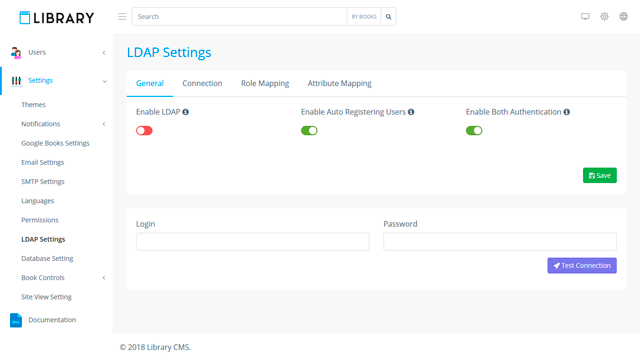 LIBRARY
Search
BY BOOKS
Users
Settings
Themes
Notifications
Google Books Settings
Email Settings
SMTP Settings
Languages
Permissions
LDAP Settings
Database Setting
Book Controls
Site View Setting
Documentation
LDAP Settings
General Connection Role Mapping Attribute Mapping
Enable LDAP Enable Auto Registering Users Enable Both Authentication
Save
Login Password
Test Connection
© 2018 Library CMS.